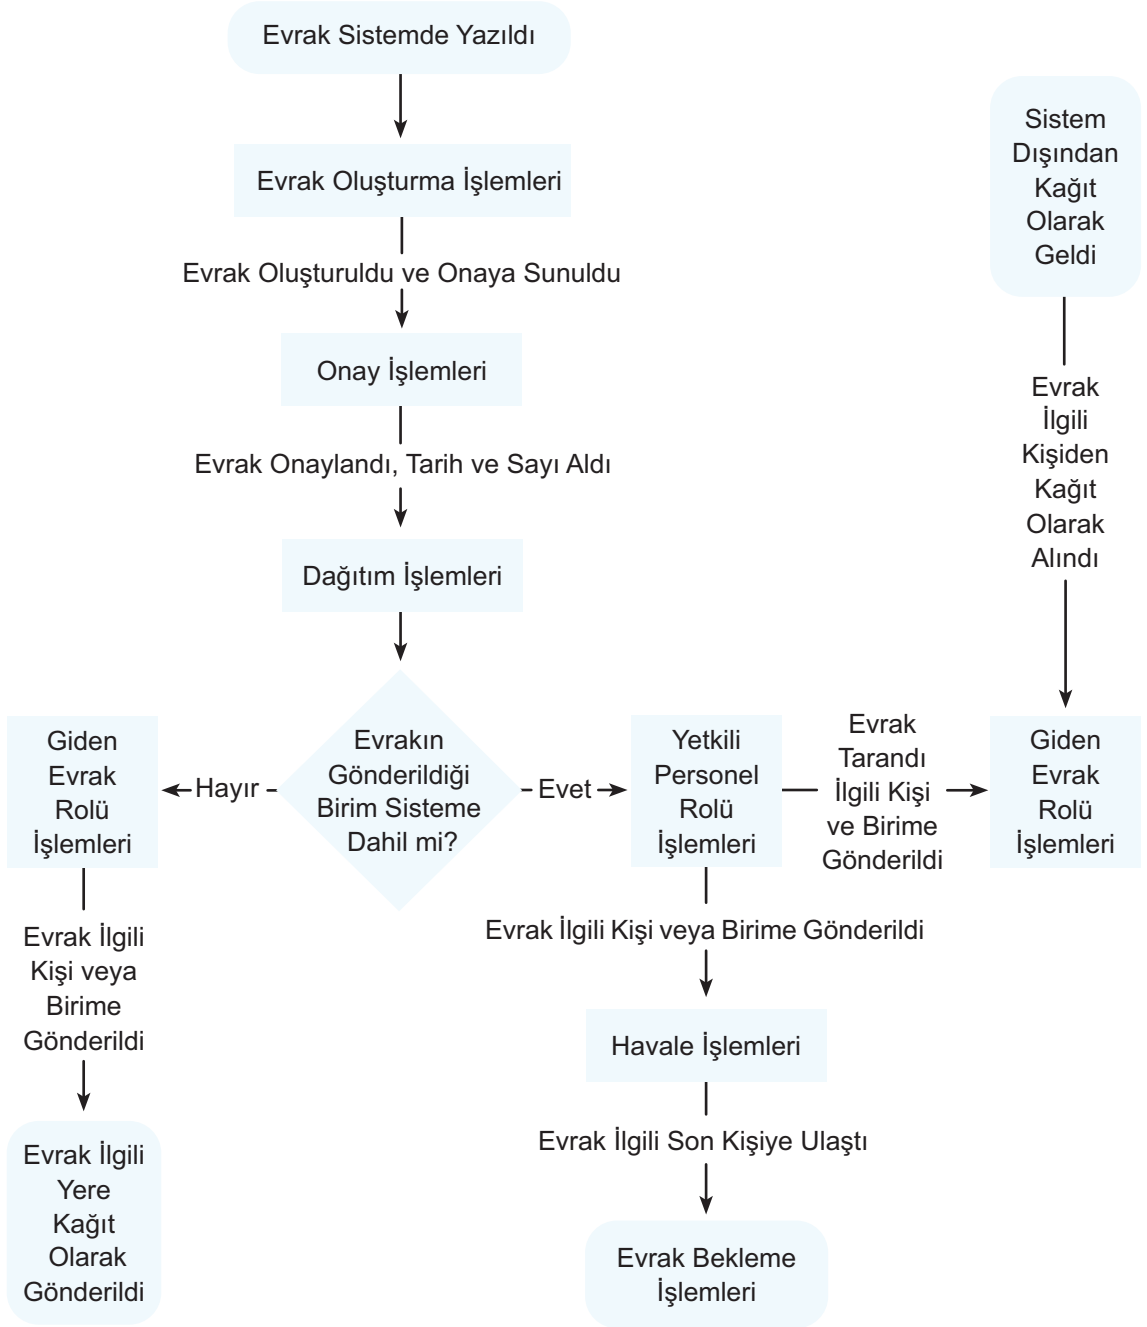 Evrak Sistemde Yazıldı
Evrak Oluşturma İşlemleri
Evrak Oluşturuldu ve Onaya Sunuldu
Onay İşlemleri
Evrak Onaylandı, Tarih ve Sayı Aldı
Dağıtım İşlemleri
Evrakın
Gönderildiği
Birim Sisteme
Dahil mi?
Hayır
Giden
Evrak
Rolü
İşlemleri
Evrak İlgili
Kişi veya
Birime
Gönderildi
Evrak İlgili
Yere
Kağıt
Olarak
Gönderildi
Evet
Yetkili
Personel
Rolü
İşlemleri
Evrak İlgili Kişi veya Birime Gönderildi
Havale İşlemleri
Evrak İlgili Son Kişiye Ulaştı
Evrak Bekleme
İşlemleri
Evrak
Tarandı
İlgili Kişi
ve Birime
Gönderildi
Sistem
Dışından
Kağıt
Olarak
Geldi
Evrak
İlgili
Kişiden
Kağıt
Olarak
Alındı
Giden
Evrak
Rolü
İşlemleri